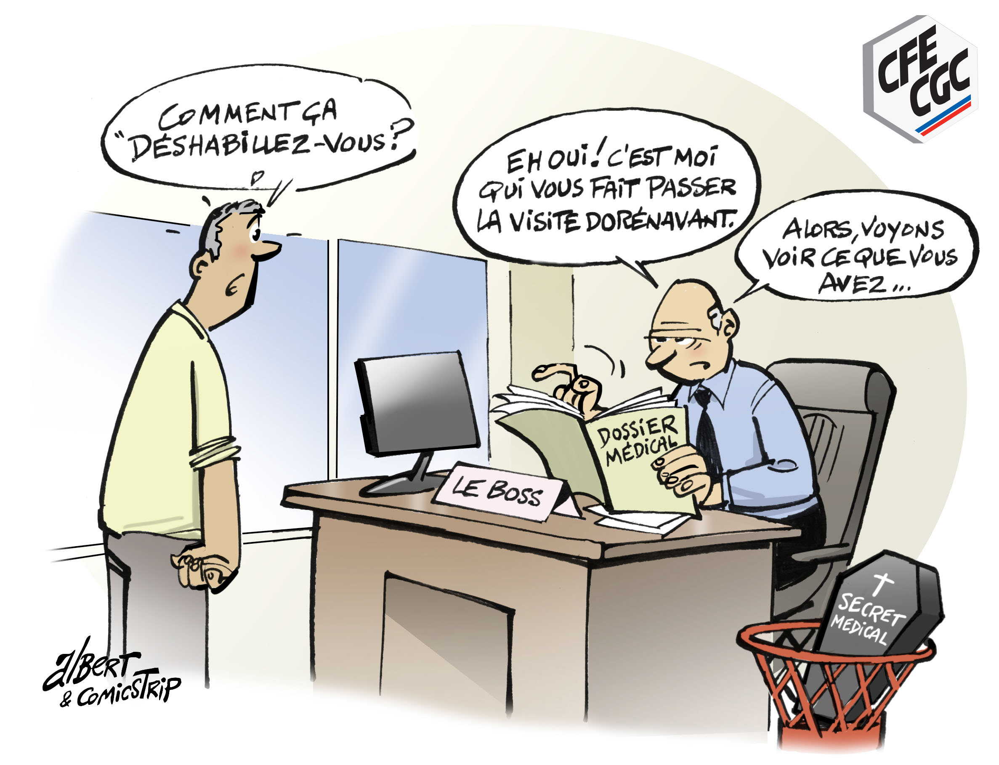 CFE
CGC
COMMENT ÇA
"DÉSHABILLEZ-VOUS?
EH OUI! C'EST MOI
QUI VOUS FAIT PASSER
LA VISITE DORÉNAVANT.
ALORS, VOYONS
VOIR CE QUE VOUS
AVEZ...
DOSSIER
MÉDICAL
LE BOSS
SECRET
MEDICAL
alBERT
& COMICSTRIP